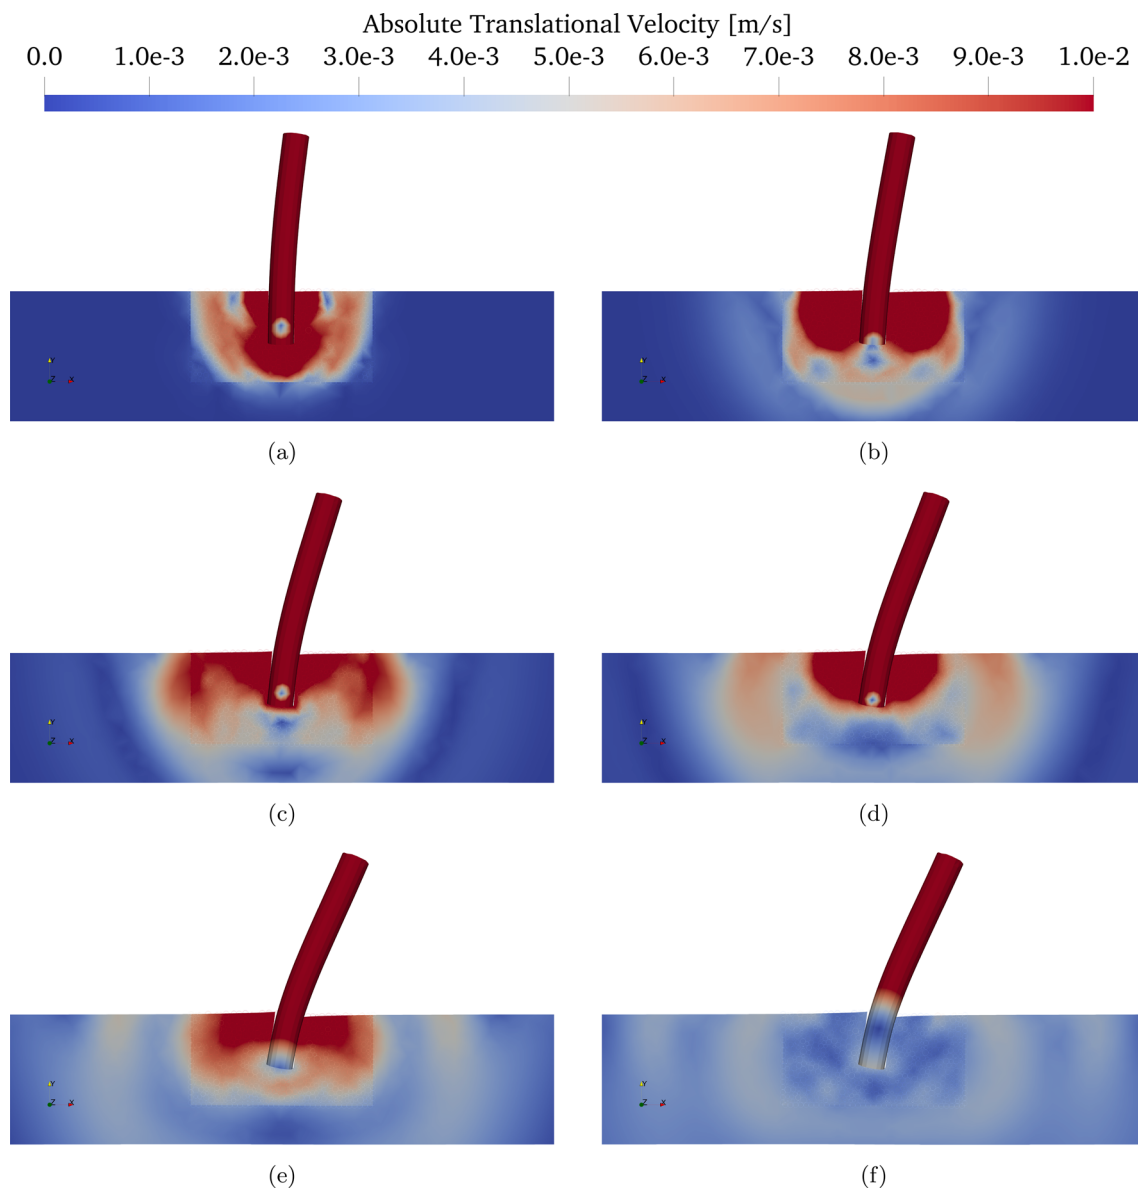 Absolute Translational Velocity [m/s]
0.0 1.0e-3 2.0e-3 3.0e-3 4.0e-3 5.0e-3 6.0e-3 7.0e-3 8.0e-3 9.0e-3 1.0e-2
Y
Z X
Y
Z X
(a) (b)
Y
Z X
Y
Z X
(c) (d)
Y
Z X
Y
Z X
(e) (f)